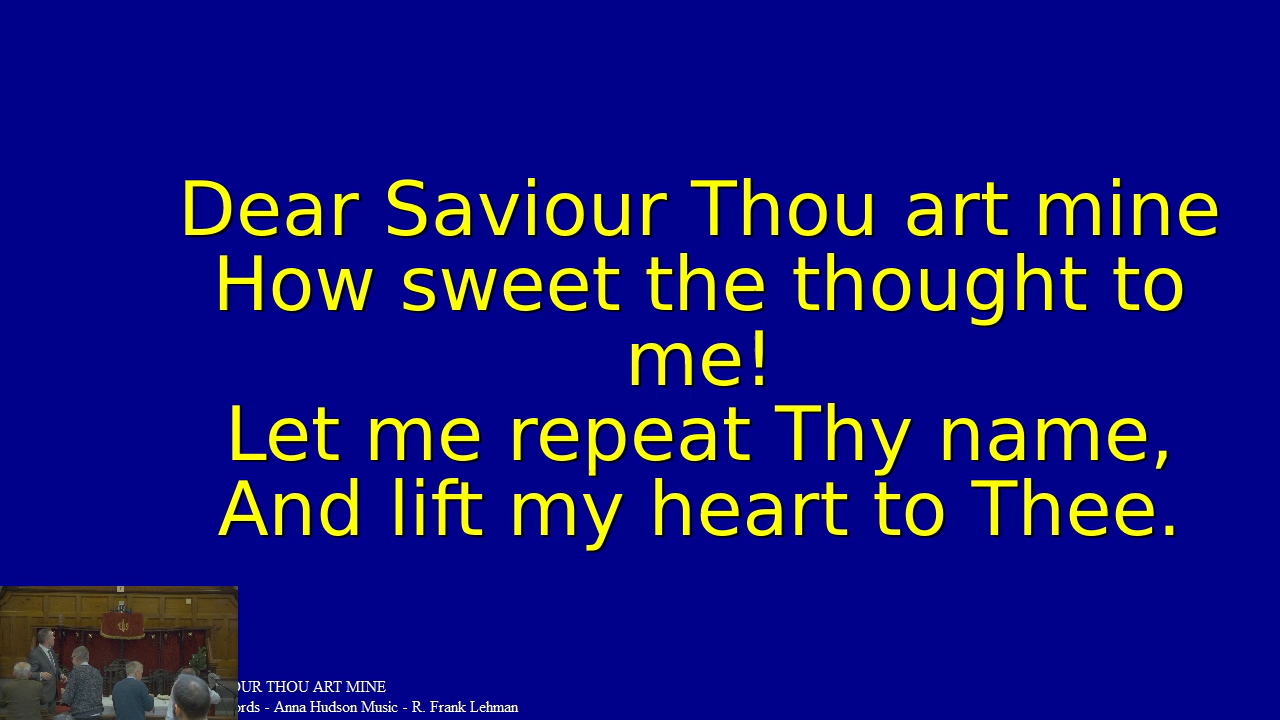 Dear Saviour Thou art mine
How sweet the thought to
me!
Let me repeat Thy name,
And lift my heart to Thee.
OUR THOU ART MINE
ords - Anna Hudson Music - R. Frank Lehman